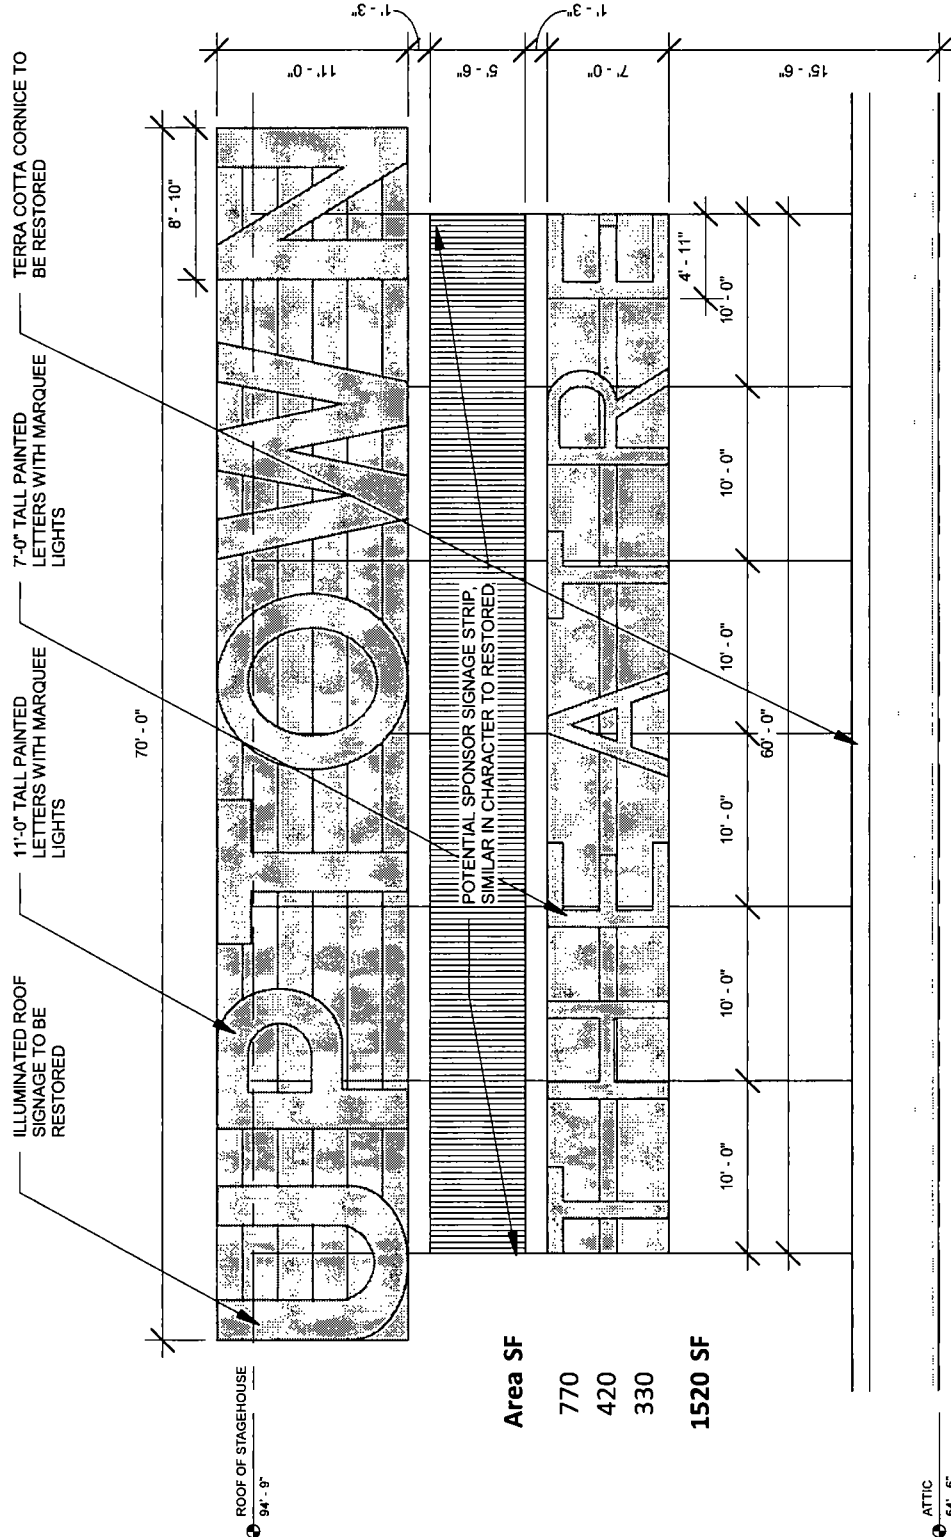 ILLUMINATED ROOF
SIGNAGE TO BE
RESTORED
11'-0" TALL PAINTED
LETTERS WITH MARQUEE
LIGHTS
7'-0" TALL PAINTED
LETTERS WITH MARQUEE
LIGHTS
TERRA COTTA CORNICE TO
BE RESTORED
70' - 0"
8' - 10"
ROOF OF STAGEHOUSE
94' - 9"
UPTOWN
11' - 0"
1' - 3"
POTENTIAL SPONSOR SIGNAGE STRIP,
SIMILAR IN CHARACTER TO RESTORED
5' - 6"
1' - 3"
THEATRE
7' - 0"
4' - 11"
10' - 0"
10' - 0"
10' - 0"
10' - 0"
10' - 0"
10' - 0"
60' - 0"
15' - 6"
Area SF
770
420
330
1520 SF
ATTIC